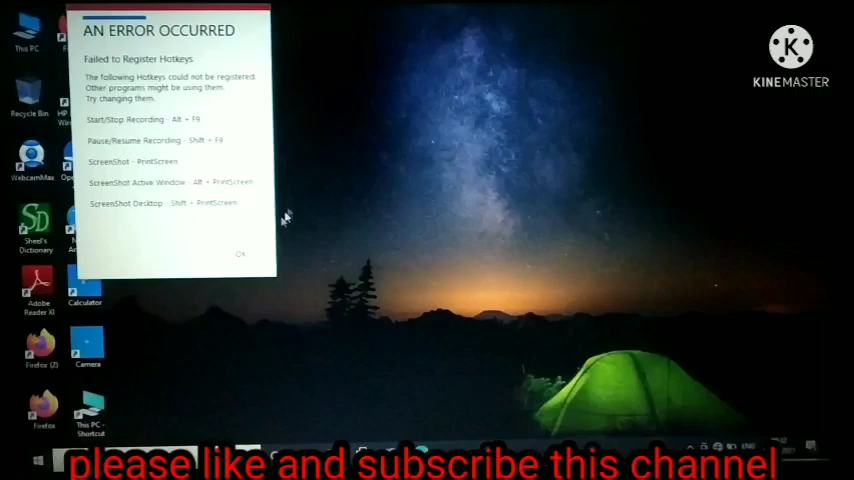 AN ERROR OCCURRED
Failed to Register Hotkeys
The following Hotkeys could not be registered.
Other programs might be using them.
Try changing them.
Start/Stop Recording - Alt + F9
Pause/Resume Recording - Shift + F9
ScreenShot - PrintScreen
ScreenShot Active Window - Alt + PrintScreen
ScreenShot Desktop - Shift + PrintScreen
OK
This PC
Recycle Bin
HP
WebcamMax
Sheel's
Dictionary
Adobe
Reader XI
Calculator
Firefox (2)
Camera
Firefox
This PC -
Shortcut
K
KINEMASTER
please like and subscribe this channel